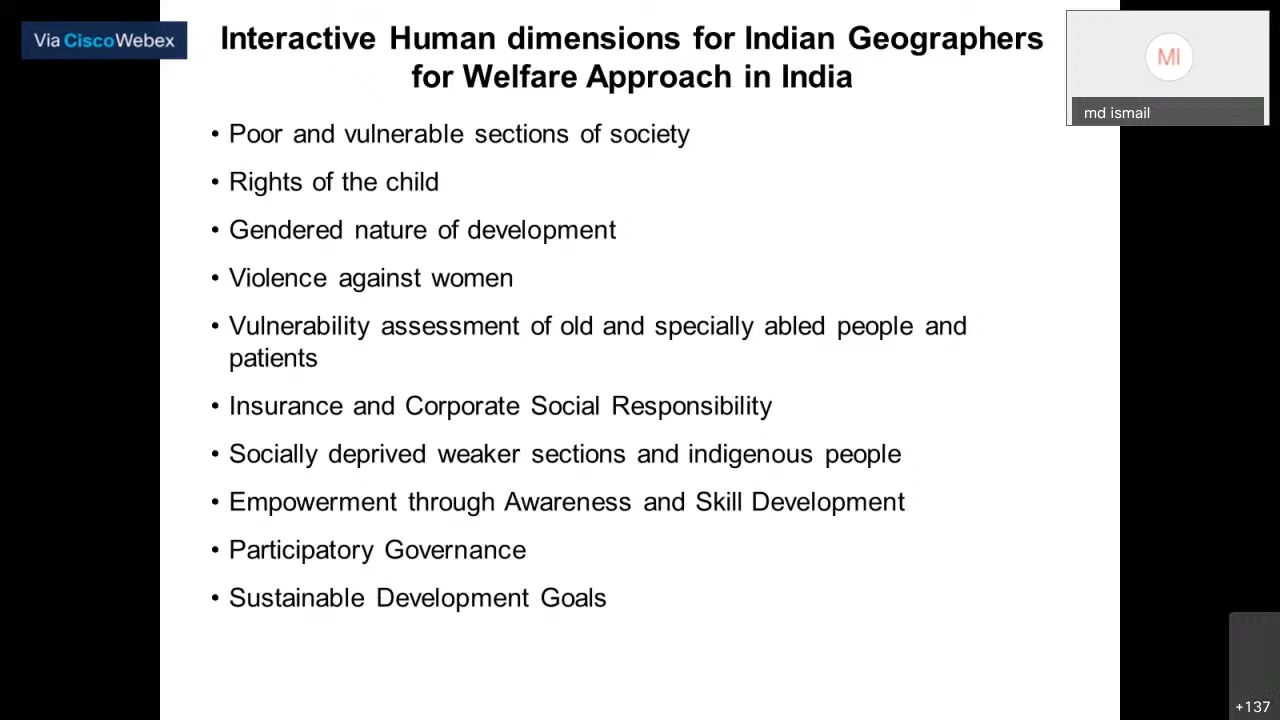 Via CiscoWebex
Interactive Human dimensions for Indian Geographers
for Welfare Approach in India
MI
md ismail
• Poor and vulnerable sections of society
• Rights of the child
• Gendered nature of development
• Violence against women
• Vulnerability assessment of old and specially abled people and
patients
• Insurance and Corporate Social Responsibility
• Socially deprived weaker sections and indigenous people
• Empowerment through Awareness and Skill Development
• Participatory Governance
• Sustainable Development Goals
+137